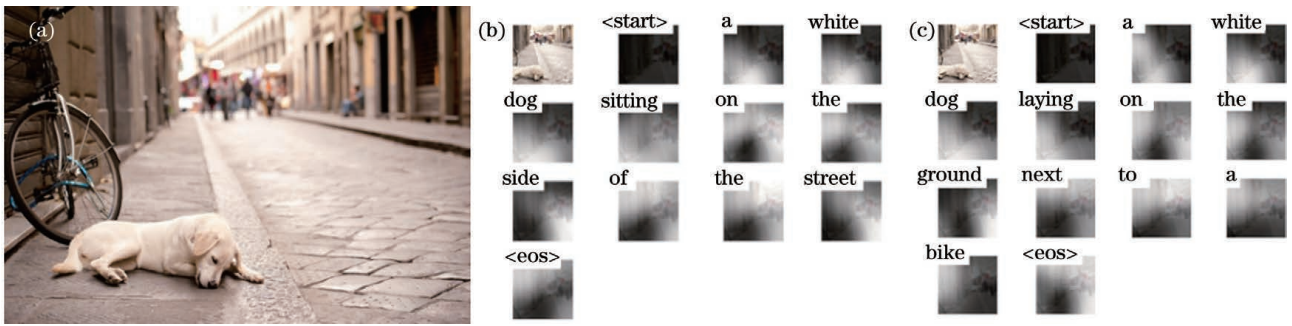 (a)
(b) <start> a white
dog sitting on the
side of the street
<eos>
(c) <start> a white
dog laying on the
ground next to a
bike <eos>